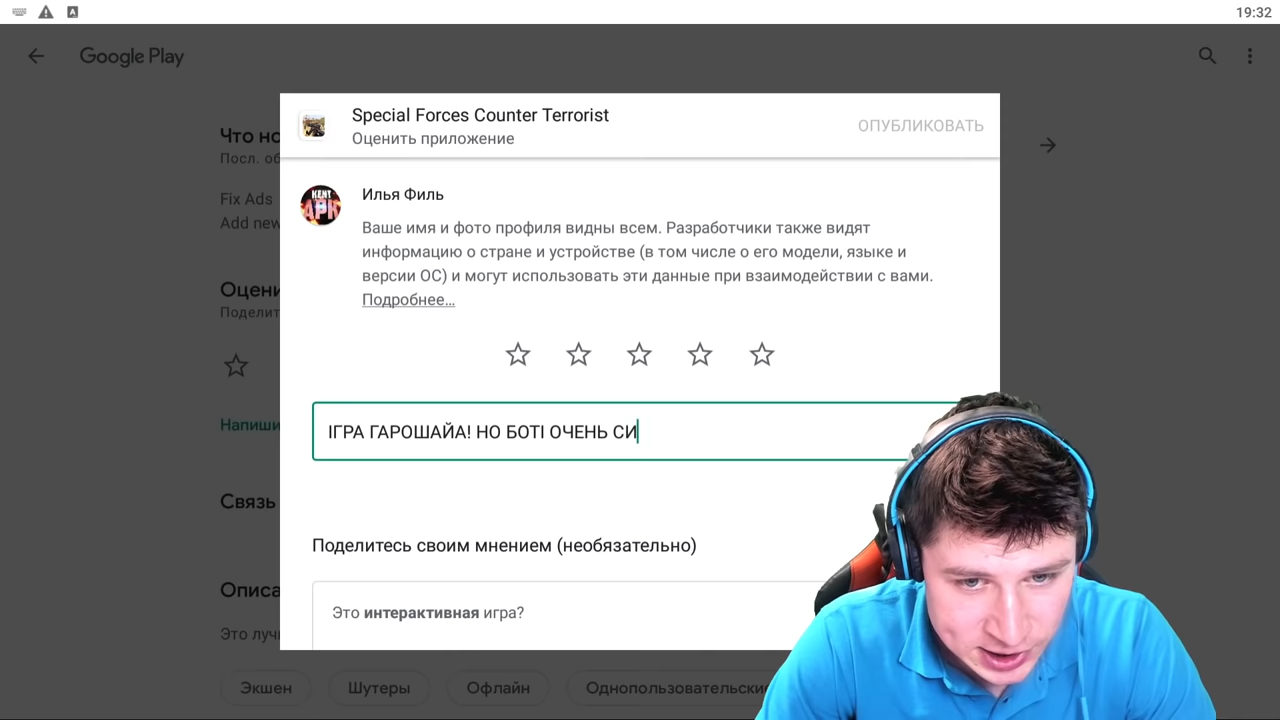 19:32
Google Play
Special Forces Counter Terrorist
Оценить приложение
ОПУБЛИКОВАТЬ
Что но
Посл. об
Fix Ads
Add new
KENT
APK
Илья Филь
Ваше имя и фото профиля видны всем. Разработчики также видят
информацию о стране и устройстве (в том числе о его модели, языке и
версии ОС) и могут использовать эти данные при взаимодействии с вами.
Подробнее…
Оцени
Поделит
Напиши
ІГРА ГАРОШАЙА! НО БОТІ ОЧЕНЬ СИ
Связь
Поделитесь своим мнением (необязательно)
Описа
Это интерактивная игра?
Это лучш
Экшен
Шутеры
Офлайн
Однопользовательские